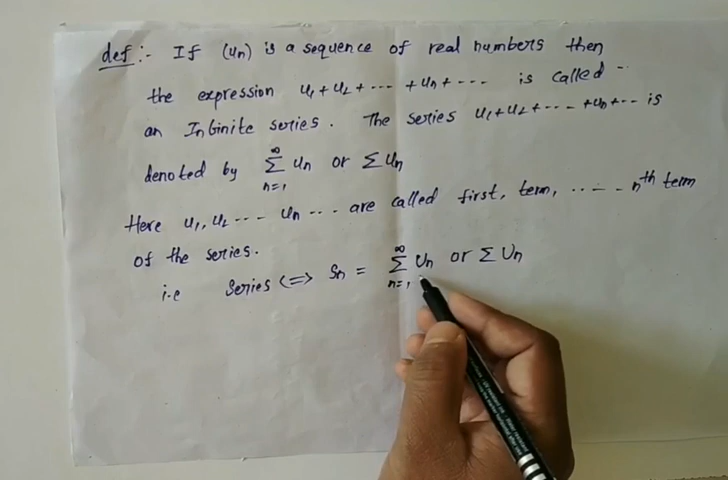 def :- If (un) is a sequence of real numbers then
the expression u1 + u2 + ... + un + ... is called
an Infinite series. The series u1 + u2 + ... + un + ... is
denoted by ∞∑n=1 un or ∑ un
Here u1, u2 ... un ... are called first, term, ...... nth term
of the series.
i.e Series <=> Sn = ∞∑n=1 Un or ∑ Un